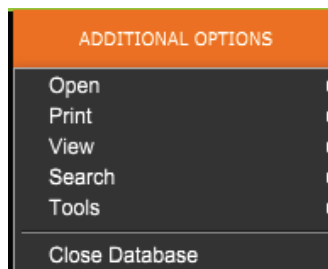 ADDITIONAL OPTIONS
Open
Print
View
Search
Tools
Close Database